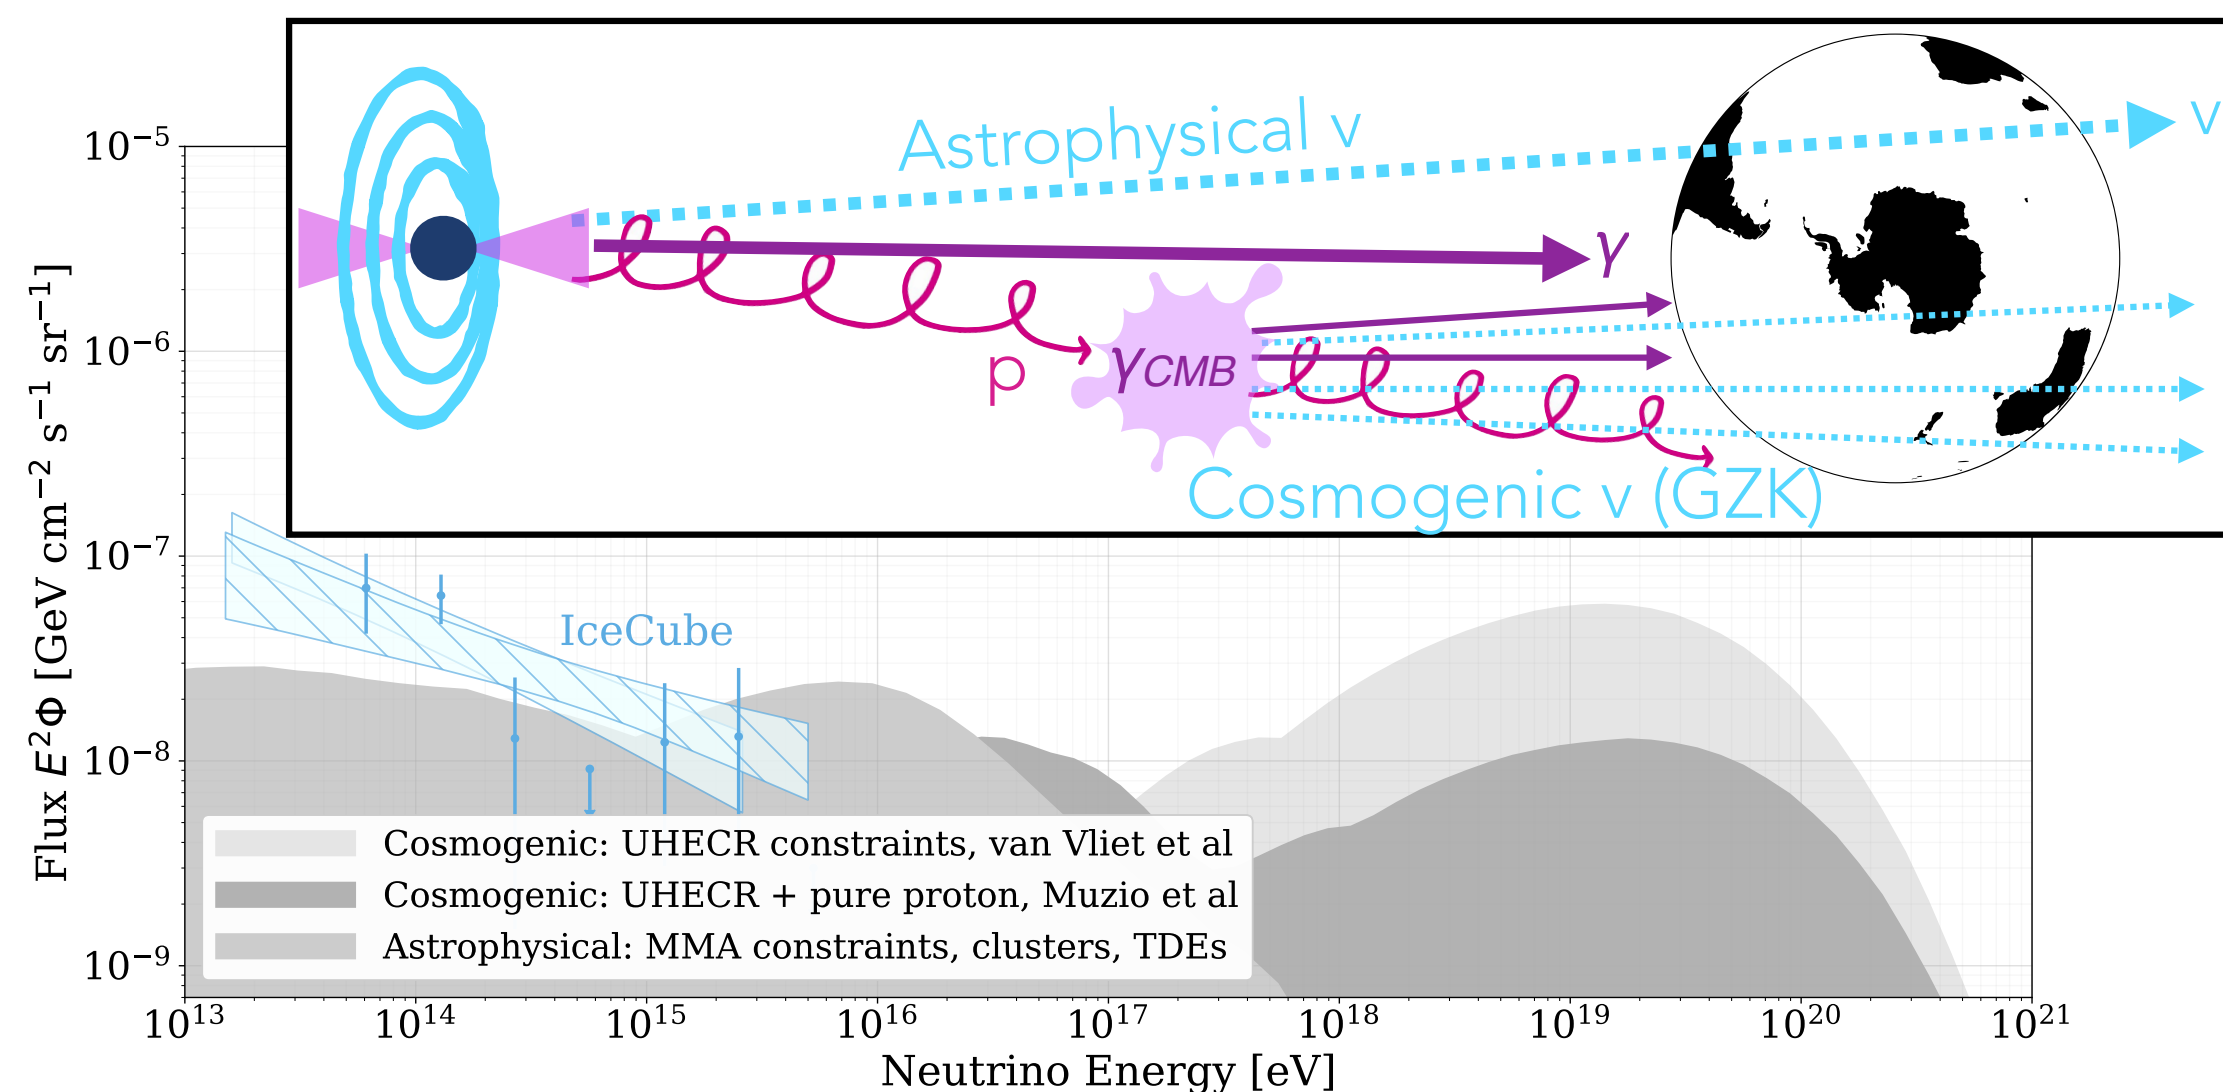 Astrophysical ν
ν
γ
p
γCMB
Cosmogenic ν (GZK)
Flux E²Φ [GeV cm⁻² s⁻¹ sr⁻¹]
10⁻⁵
10⁻⁶
10⁻⁷
10⁻⁸
10⁻⁹
IceCube
Cosmogenic: UHECR constraints, van Vliet et al
Cosmogenic: UHECR + pure proton, Muzio et al
Astrophysical: MMA constraints, clusters, TDEs
10¹³ 10¹⁴ 10¹⁵ 10¹⁶ 10¹⁷ 10¹⁸ 10¹⁹ 10²⁰ 10²¹
Neutrino Energy [eV]